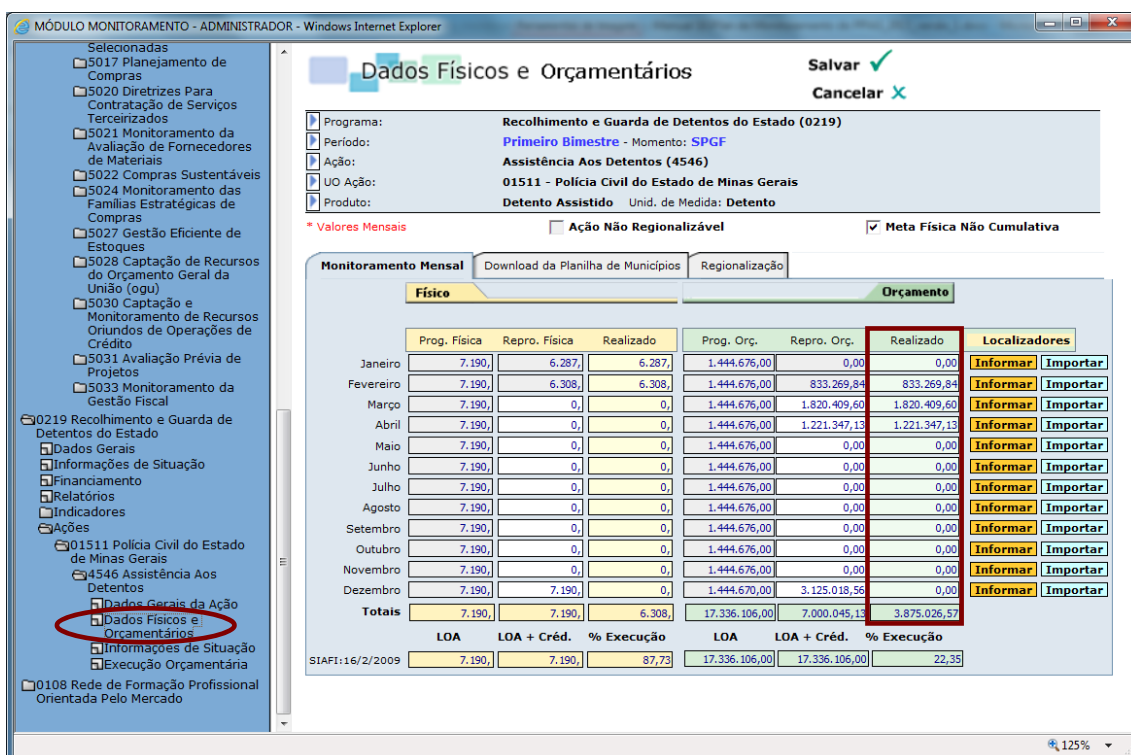 MÓDULO MONITORAMENTO - ADMINISTRADOR - Windows Internet Explorer
Selecionadas
5017 Planejamento de
Compras
5020 Diretrizes Para
Contratação de Serviços
Terceirizados
5021 Monitoramento da
Avaliação de Fornecedores
de Materiais
5022 Compras Sustentáveis
5024 Monitoramento das
Famílias Estratégicas de
Compras
5027 Gestão Eficiente de
Estoques
5028 Captação de Recursos
do Orçamento Geral da
União (ogu)
5030 Captação e
Monitoramento de Recursos
Oriundos de Operações de
Crédito
5031 Avaliação Prévia de
Projetos
5033 Monitoramento da
Gestão Fiscal
0219 Recolhimento e Guarda de
Detentos do Estado
Dados Gerais
Informações de Situação
Financiamento
Relatórios
Indicadores
Ações
01511 Polícia Civil do Estado
de Minas Gerais
4546 Assistência Aos
Detentos
Dados Gerais da Ação
Dados Físicos e
Orçamentários
Informações de Situação
Execução Orçamentária
0108 Rede de Formação Profissional
Orientada Pelo Mercado
Dados Físicos e Orçamentários
Salvar
Cancelar
Programa: Recolhimento e Guarda de Detentos do Estado (0219)
Período: Primeiro Bimestre - Momento: SPGF
Ação: Assistência Aos Detentos (4546)
UO Ação: 01511 - Polícia Civil do Estado de Minas Gerais
Produto: Detento Assistido Unid. de Medida: Detento
* Valores Mensais Ação Não Regionalizável Meta Física Não Cumulativa
Monitoramento Mensal Download da Planilha de Municípios Regionalização
Físico Orçamento
Prog. Física Repro. Física Realizado Prog. Orç. Repro. Orç. Realizado Localizadores
Janeiro 7.190, 6.287, 6.287, 1.444.676,00 0,00 0,00 Informar Importar
Fevereiro 7.190, 6.308, 6.308, 1.444.676,00 833.269,84 833.269,84 Informar Importar
Março 7.190, 0, 0, 1.444.676,00 1.820.409,60 1.820.409,60 Informar Importar
Abril 7.190, 0, 0, 1.444.676,00 1.221.347,13 1.221.347,13 Informar Importar
Maio 7.190, 0, 0, 1.444.676,00 0,00 0,00 Informar Importar
Junho 7.190, 0, 0, 1.444.676,00 0,00 0,00 Informar Importar
Julho 7.190, 0, 0, 1.444.676,00 0,00 0,00 Informar Importar
Agosto 7.190, 0, 0, 1.444.676,00 0,00 0,00 Informar Importar
Setembro 7.190, 0, 0, 1.444.676,00 0,00 0,00 Informar Importar
Outubro 7.190, 0, 0, 1.444.676,00 0,00 0,00 Informar Importar
Novembro 7.190, 0, 0, 1.444.676,00 0,00 0,00 Informar Importar
Dezembro 7.190, 7.190, 0, 1.444.670,00 3.125.018,56 0,00 Informar Importar
Totais 7.190, 7.190, 6.308, 17.336.106,00 7.000.045,13 3.875.026,57
LOA LOA + Créd. % Execução LOA LOA + Créd. % Execução
SIAFI:16/2/2009 7.190, 7.190, 87,73 17.336.106,00 17.336.106,00 22,35
125%